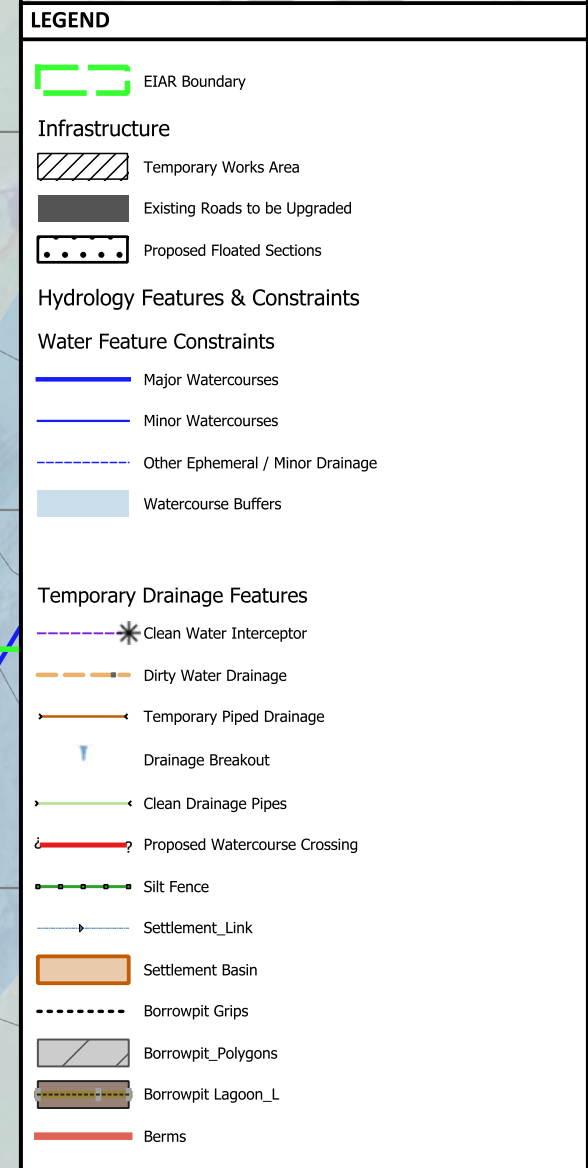 LEGEND
EIAR Boundary
Infrastructure
Temporary Works Area
Existing Roads to be Upgraded
Proposed Floated Sections
Hydrology Features & Constraints
Water Feature Constraints
Major Watercourses
Minor Watercourses
Other Ephemeral / Minor Drainage
Watercourse Buffers
Temporary Drainage Features
Clean Water Interceptor
Dirty Water Drainage
Temporary Piped Drainage
Drainage Breakout
Clean Drainage Pipes
¿ ? Proposed Watercourse Crossing
Silt Fence
Settlement_Link
Settlement Basin
Borrowpit Grips
Borrowpit_Polygons
Borrowpit Lagoon_L
Berms